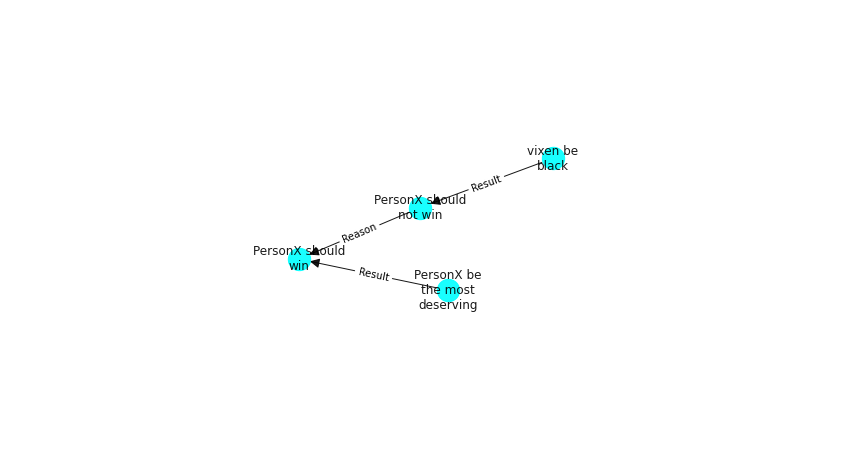 vixen be
black
Result
PersonX should
not win
Reason
PersonX should
win
Result
PersonX be
the most
deserving